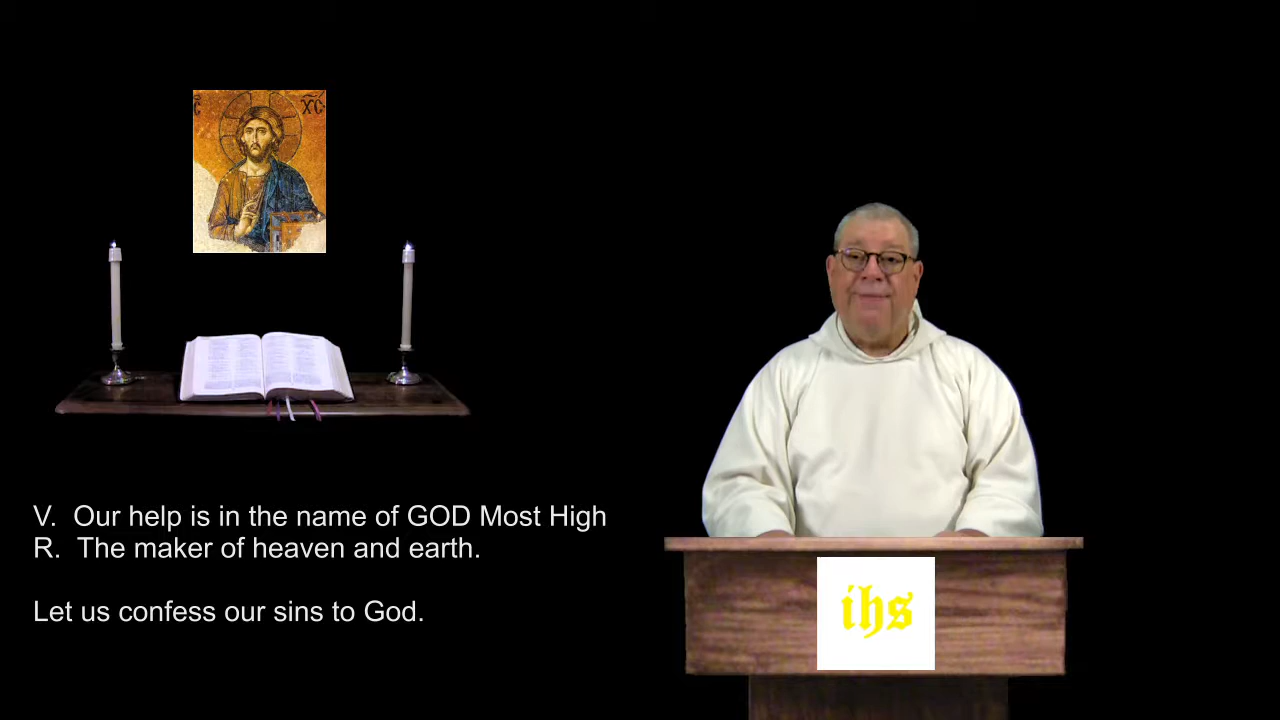 XC
V. Our help is in the name of GOD Most High
R. The maker of heaven and earth.
Let us confess our sins to God.
ihs